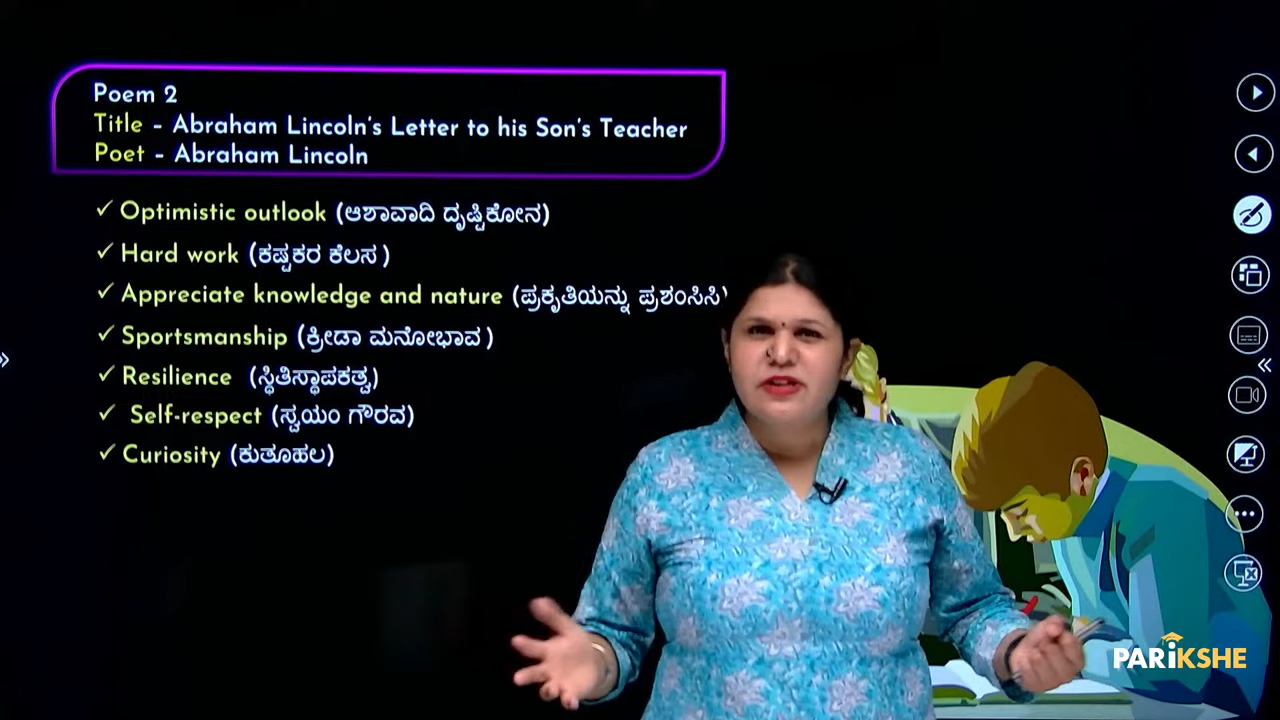 Poem 2
Title - Abraham Lincoln's Letter to his Son's Teacher
Poet - Abraham Lincoln
✓ Optimistic outlook (ಆಶಾವಾದಿ ದೃಷ್ಟಿಕೋನ)
✓ Hard work (ಕಷ್ಟಕರ ಕೆಲಸ )
✓ Appreciate knowledge and nature (ಪ್ರಕೃತಿಯನ್ನು ಪ್ರಶಂಸಿಸಿ)
✓ Sportsmanship (ಕ್ರೀಡಾ ಮನೋಭಾವ )
✓ Resilience (ಸ್ಥಿತಿಸ್ಥಾಪಕತ್ವ)
✓ Self-respect (ಸ್ವಯಂ ಗೌರವ)
✓ Curiosity (ಕುತೂಹಲ)
PARIKSHE